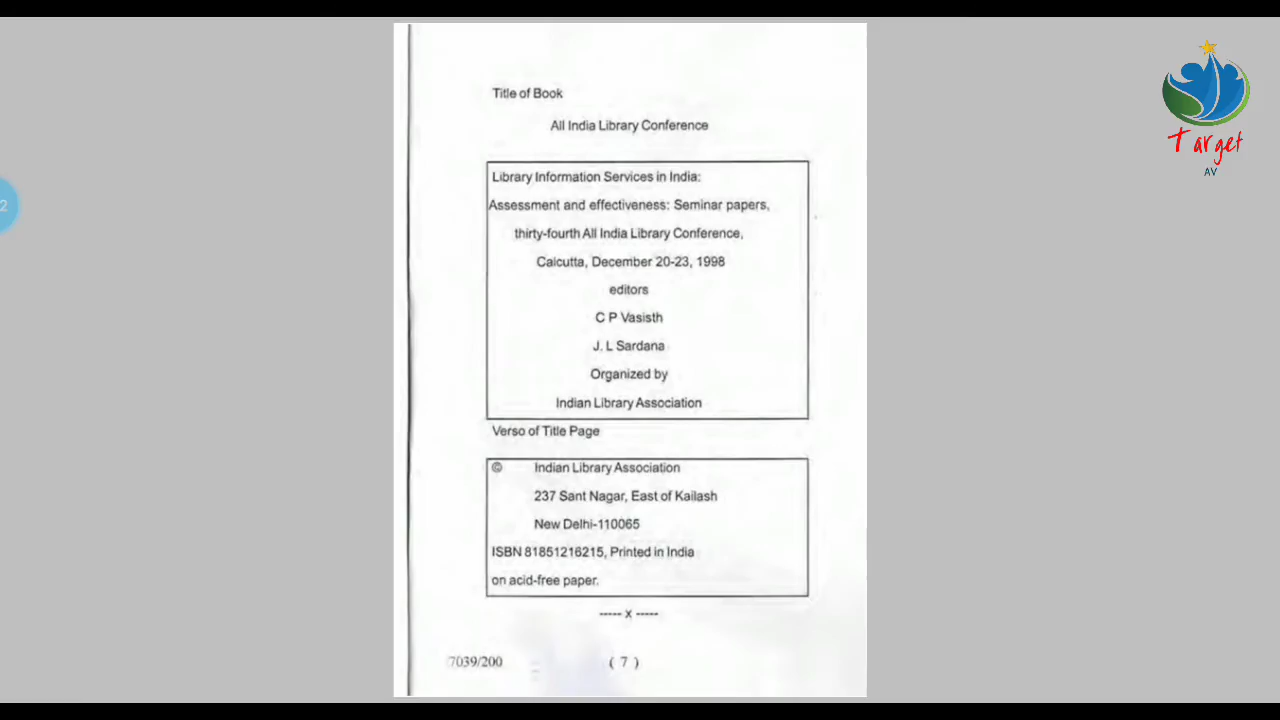 Title of Book
All India Library Conference
Library Information Services in India:
Assessment and effectiveness: Seminar papers,
thirty-fourth All India Library Conference,
Calcutta, December 20-23, 1998
editors
C P Vasisth
J. L Sardana
Organized by
Indian Library Association
Verso of Title Page
© Indian Library Association
237 Sant Nagar, East of Kailash
New Delhi-110065
ISBN 81851216215, Printed in India
on acid-free paper.
----- x -----
7039/200 ( 7 )
Target
AV
2